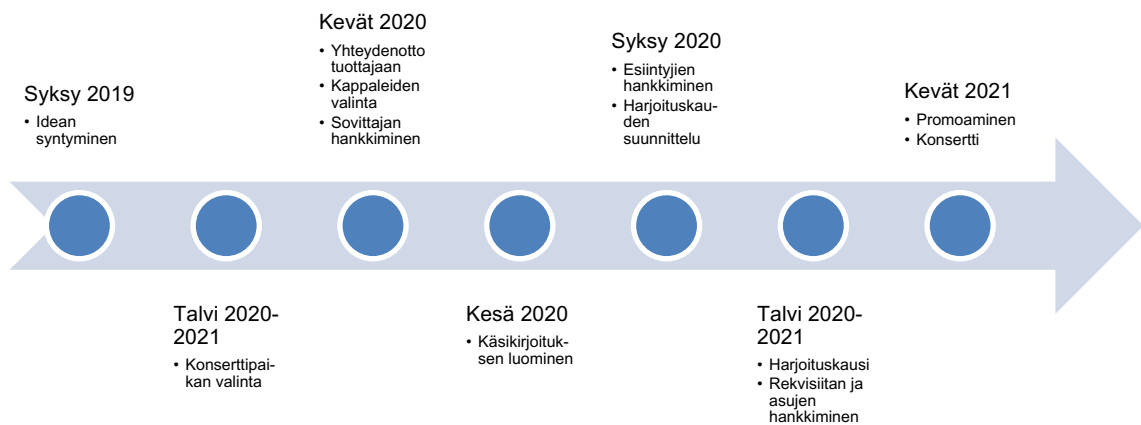 Syksy 2019
• Idean
syntyminen
Talvi 2020-
2021
• Konserttipai-
kan valinta
Kevät 2020
• Yhteydenotto
tuottajaan
• Kappaleiden
valinta
• Sovittajan
hankkiminen
Kesä 2020
• Käsikirjoituk-
sen luominen
Syksy 2020
• Esiintyjien
hankkiminen
• Harjoituskau-
den
suunnittelu
Talvi 2020-
2021
• Harjoituskausi
• Rekvisiitan ja
asujen
hankkiminen
Kevät 2021
• Promoaminen
• Konsertti